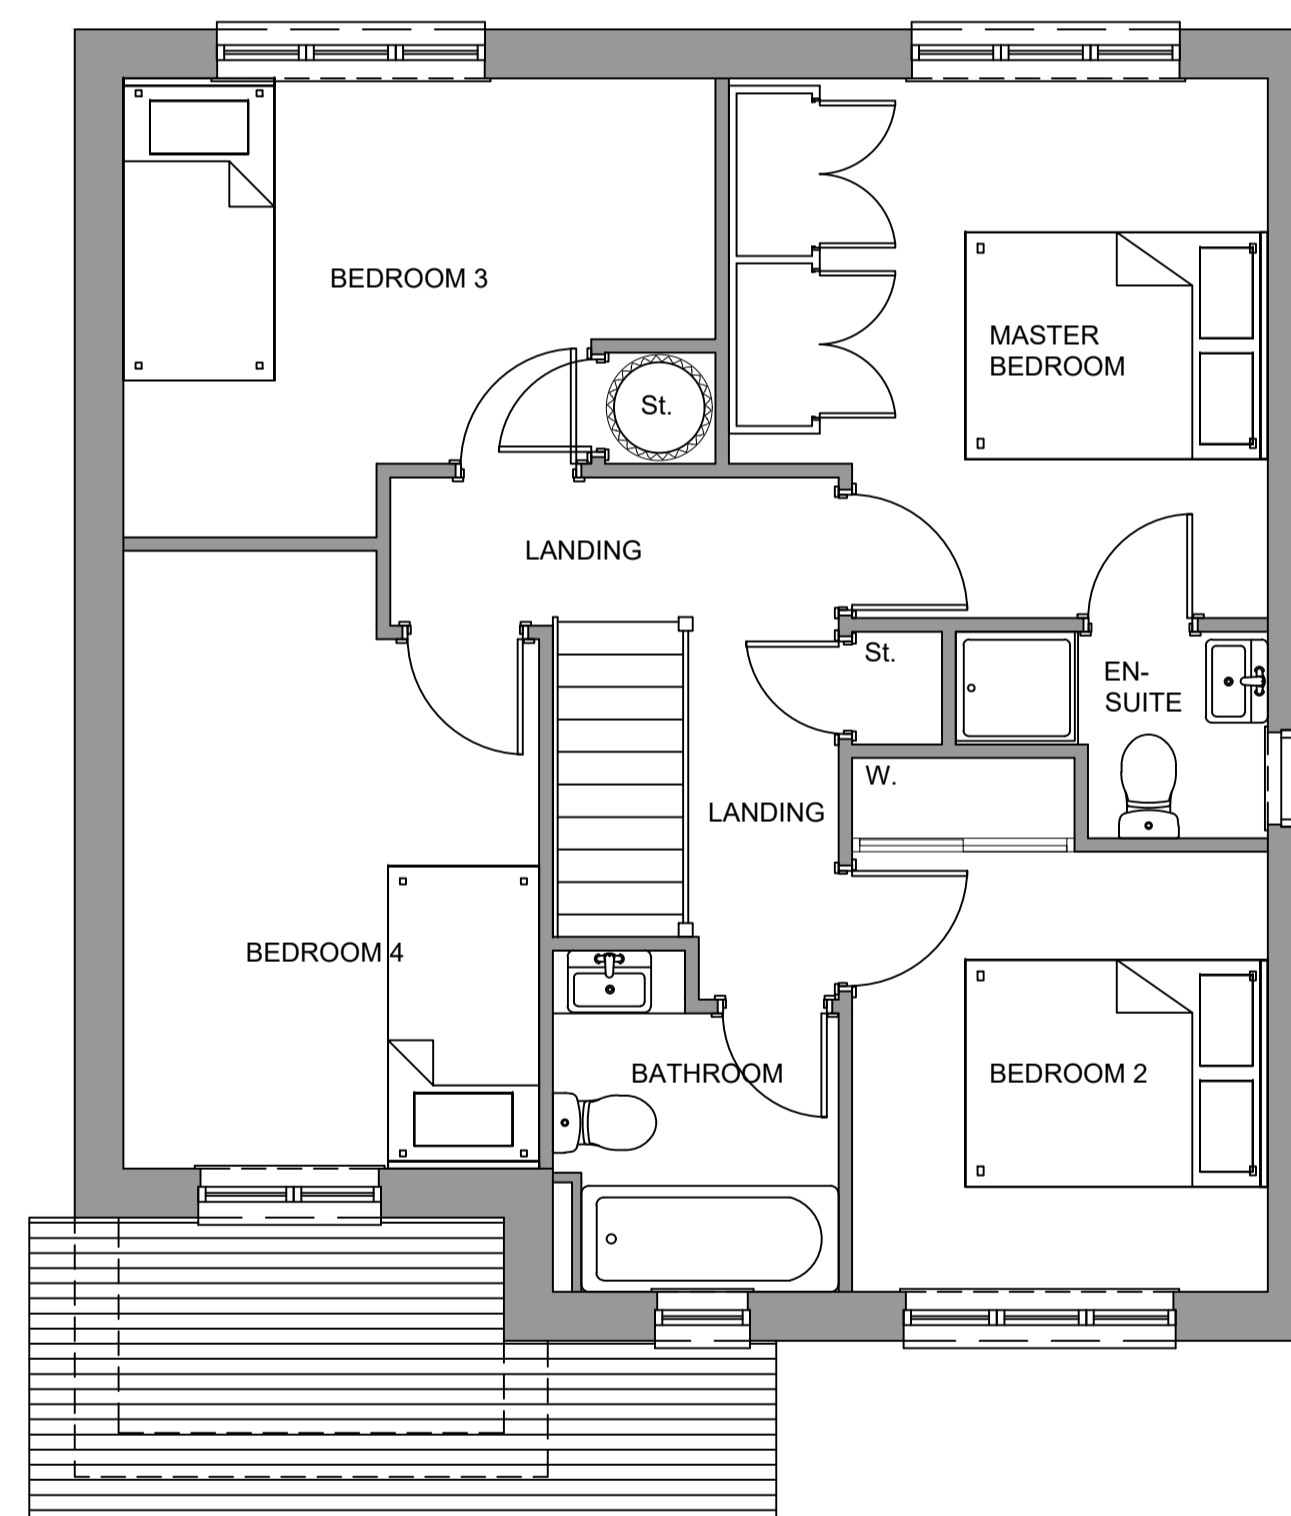 BEDROOM 3
MASTER
BEDROOM
St.
LANDING
St.
EN-
SUITE
W.
LANDING
BEDROOM 4
BATHROOM
BEDROOM 2